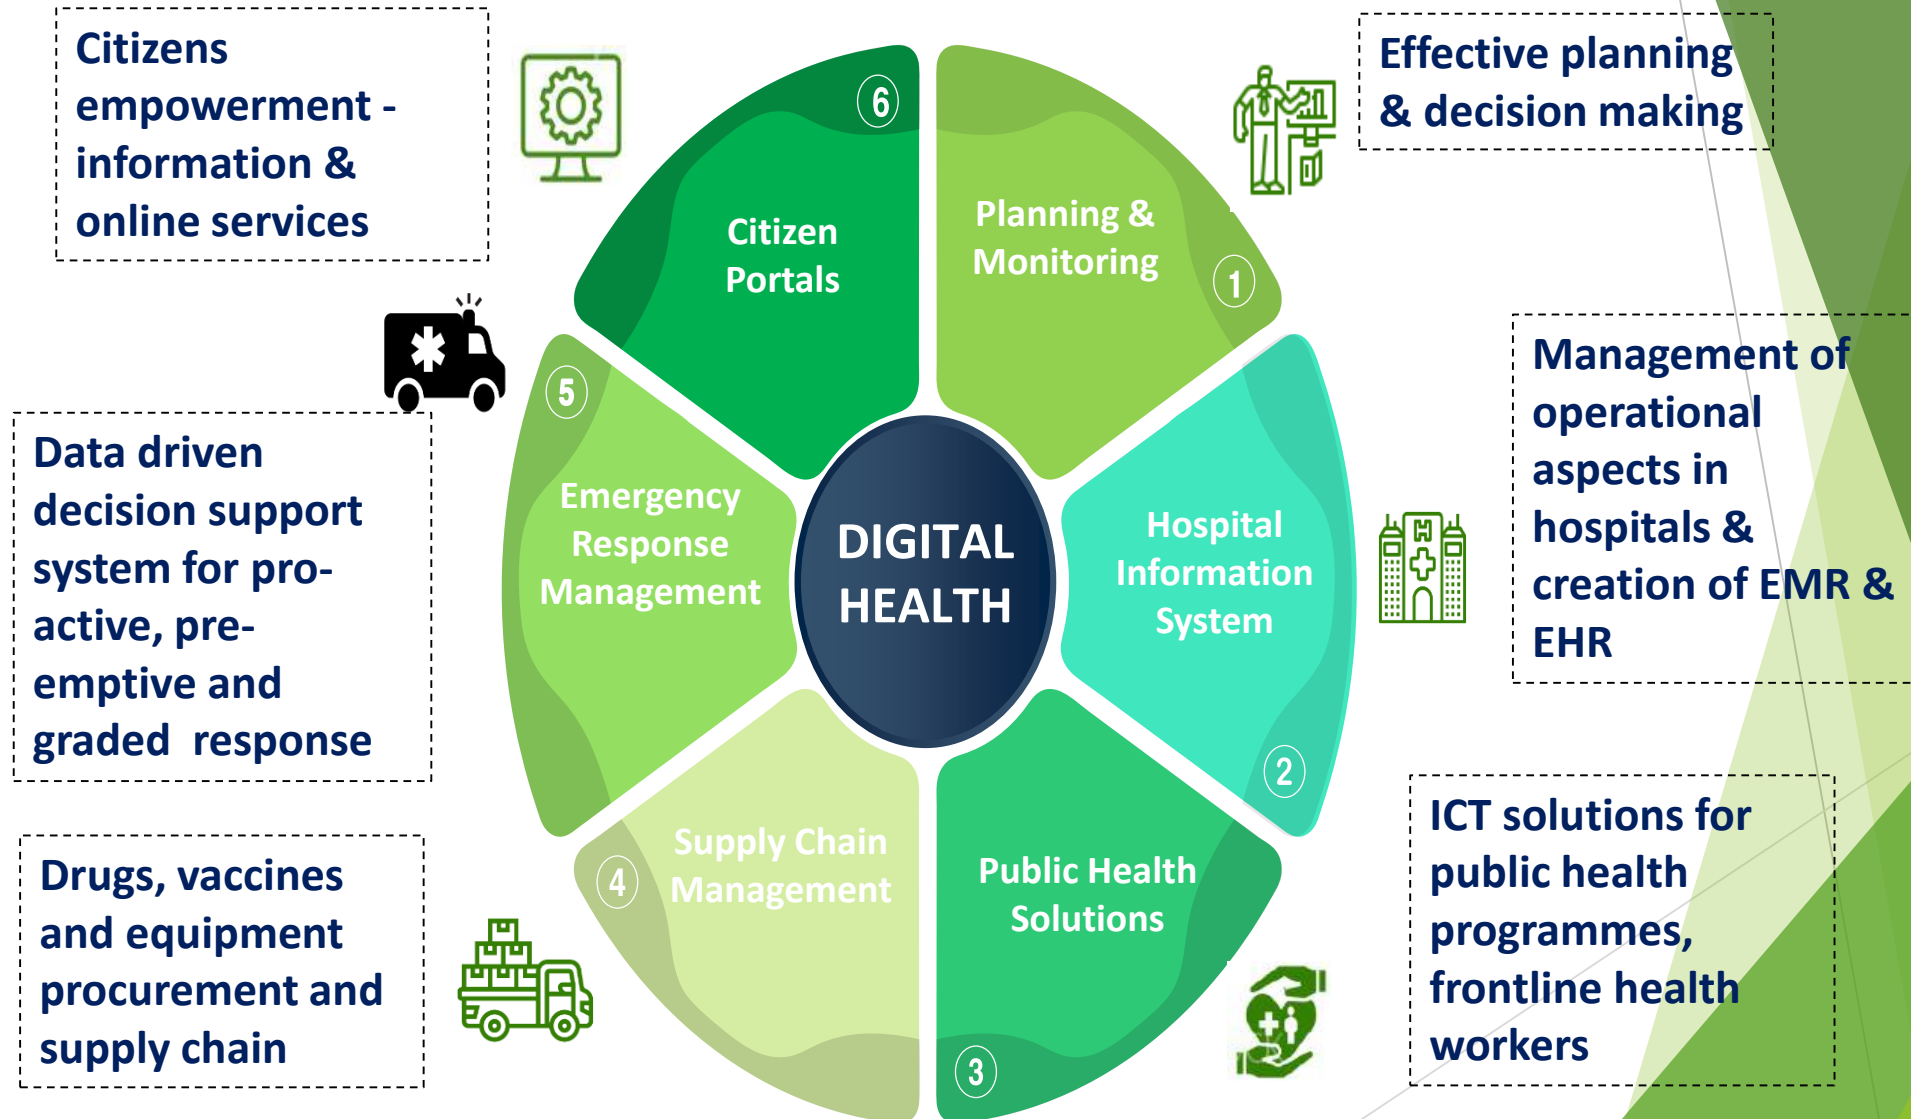 Citizens
empowerment -
information &
online services
6
Citizen
Portals
Planning &
Monitoring
1
Effective planning
& decision making
5
Emergency
Response
Management
Data driven
decision support
system for pro-
active, pre-
emptive and
graded response
DIGITAL
HEALTH
Hospital
Information
System
2
H
Management of
operational
aspects in
hospitals &
creation of EMR &
EHR
4
Supply Chain
Management
Drugs, vaccines
and equipment
procurement and
supply chain
Public Health
Solutions
3
ICT solutions for
public health
programmes,
frontline health
workers